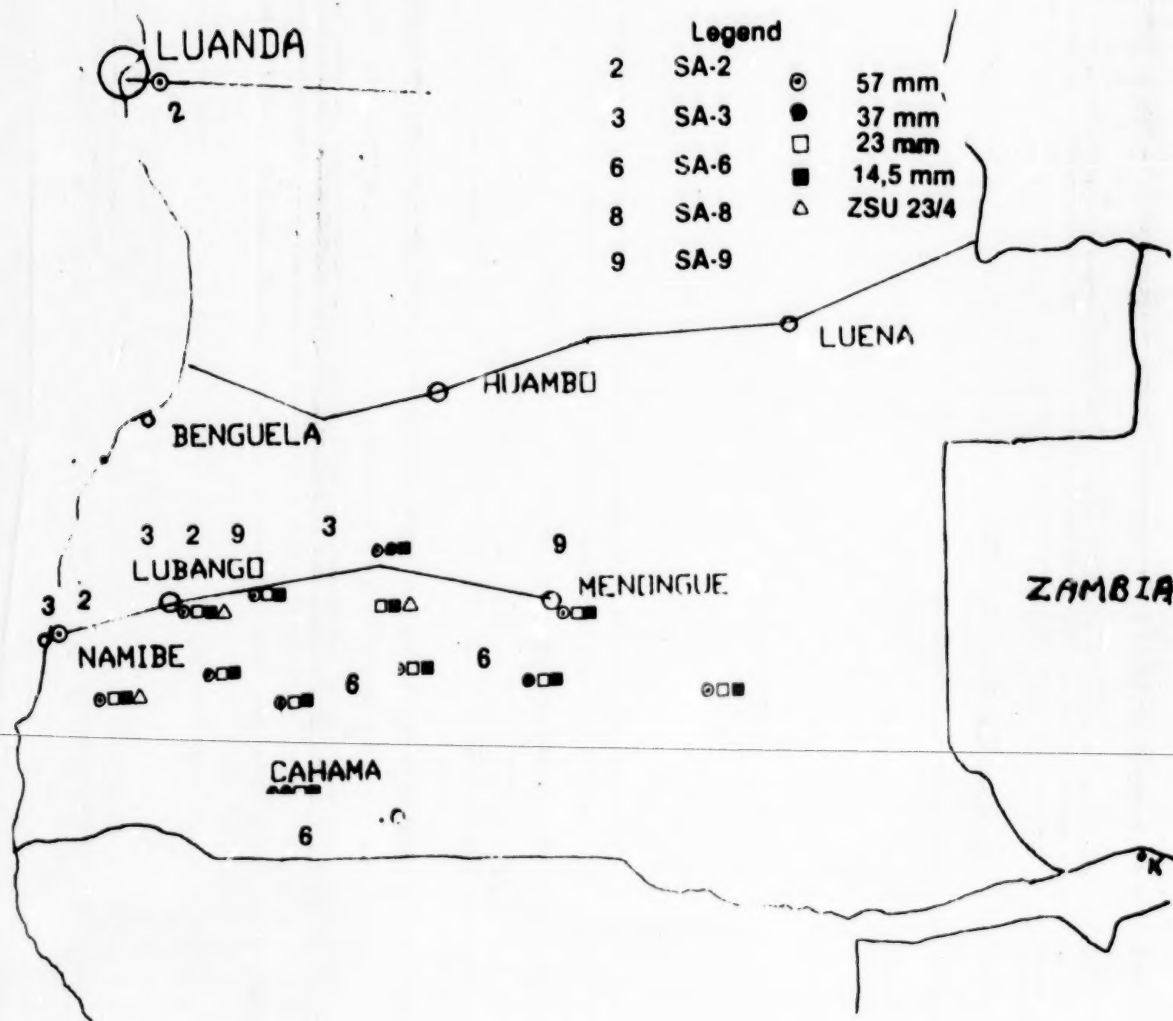 LUANDA
2
Legend
2 SA-2
3 SA-3
6 SA-6
8 SA-8
9 SA-9
57 mm
37 mm
23 mm
14,5 mm
ZSU 23/4
LUENA
HUAMBO
BENGUELA
3 2 9 3 9
LUBANGO
MENONGUE
ZAMBIA
3 2
NAMIBE
6 6
CAHAMA
6
K